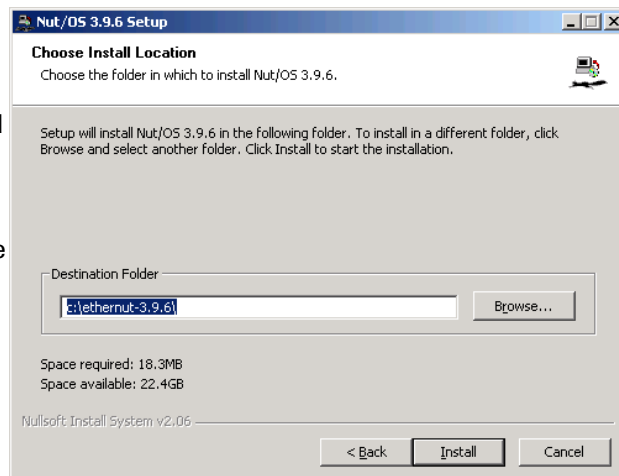 Nut/OS 3.9.6 Setup
Choose Install Location
Choose the folder in which to install Nut/OS 3.9.6.
Setup will install Nut/OS 3.9.6 in the following folder. To install in a different folder, click
Browse and select another folder. Click Install to start the installation.
Destination Folder
c:\ethernut-3.9.6\
Browse...
Space required: 18.3MB
Space available: 22.4GB
Nullsoft Install System v2.06
< Back
Install
Cancel